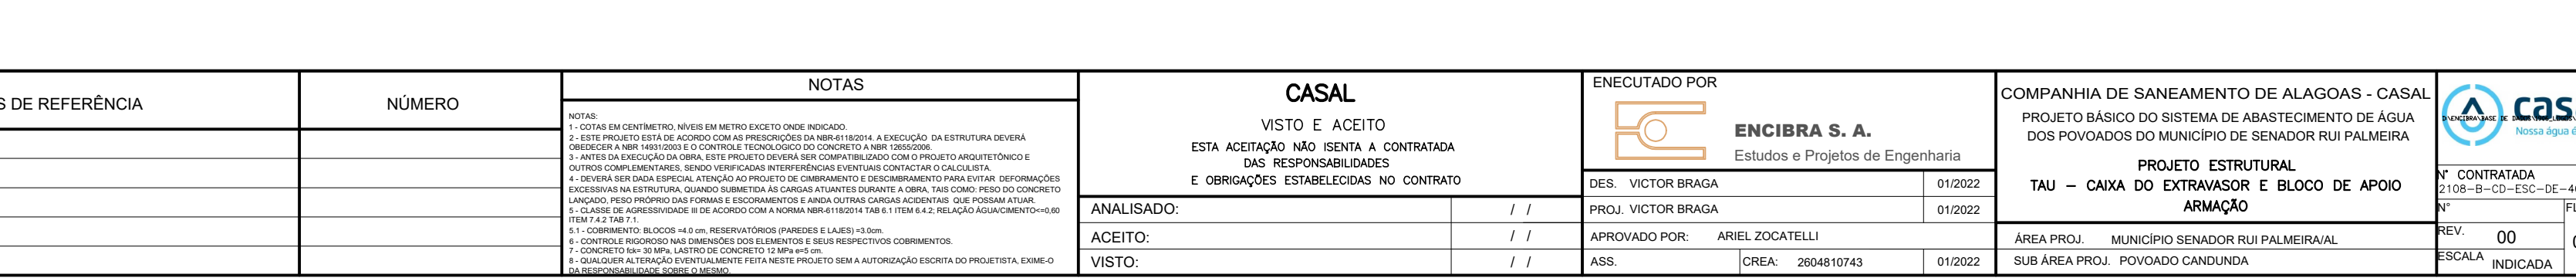 S DE REFERÊNCIA
NÚMERO
NOTAS
NOTAS:
1 - COTAS EM CENTÍMETRO, NÍVEIS EM METRO EXCETO ONDE INDICADO.
2 - ESTE PROJETO ESTÁ DE ACORDO COM AS PRESCRIÇÕES DA NBR-6118/2014. A EXECUÇÃO DA ESTRUTURA DEVERÁ
OBEDECER A NBR 14931/2003 E O CONTROLE TECNOLOGICO DO CONCRETO A NBR 12655/2006.
3 - ANTES DA EXECUÇÃO DA OBRA, ESTE PROJETO DEVERÁ SER COMPATIBILIZADO COM O PROJETO ARQUITETÔNICO E
OUTROS COMPLEMENTARES, SENDO VERIFICADAS INTERFERÊNCIAS EVENTUAIS CONTACTAR O CALCULISTA.
4 - DEVERÁ SER DADA ESPECIAL ATENÇÃO AO PROJETO DE CIMBRAMENTO E DESCIMBRAMENTO PARA EVITAR DEFORMAÇÕES
EXCESSIVAS NA ESTRUTURA, QUANDO SUBMETIDA ÀS CARGAS ATUANTES DURANTE A OBRA, TAIS COMO: PESO DO CONCRETO
LANÇADO, PESO PRÓPRIO DAS FORMAS E ESCORAMENTOS E AINDA OUTRAS CARGAS ACIDENTAIS QUE POSSAM ATUAR.
5 - CLASSE DE AGRESSIVIDADE III DE ACORDO COM A NORMA NBR-6118/2014 TAB 6.1 ITEM 6.4.2; RELAÇÃO ÁGUA/CIMENTO<=0,60
ITEM 7.4.2 TAB 7.1.
5.1 - COBRIMENTO: BLOCOS =4.0 cm, RESERVATÓRIOS (PAREDES E LAJES) =3.0cm.
6 - CONTROLE RIGOROSO NAS DIMENSÕES DOS ELEMENTOS E SEUS RESPECTIVOS COBRIMENTOS.
7 - CONCRETO fck= 30 MPa, LASTRO DE CONCRETO 12 MPa e=5 cm.
8 - QUALQUER ALTERAÇÃO EVENTUALMENTE FEITA NESTE PROJETO SEM A AUTORIZAÇÃO ESCRITA DO PROJETISTA, EXIME-O
DA RESPONSABILIDADE SOBRE O MESMO.
CASAL
VISTO E ACEITO
ESTA ACEITAÇÃO NÃO ISENTA A CONTRATADA
DAS RESPONSABILIDADES
E OBRIGAÇÕES ESTABELECIDAS NO CONTRATO
ANALISADO: / /
ACEITO: / /
VISTO: / /
ENECUTADO POR
ENCIBRA S. A.
Estudos e Projetos de Engenharia
DES. VICTOR BRAGA 01/2022
PROJ. VICTOR BRAGA 01/2022
APROVADO POR: ARIEL ZOCATELLI
ASS. CREA: 2604810743 01/2022
COMPANHIA DE SANEAMENTO DE ALAGOAS - CASAL
PROJETO BÁSICO DO SISTEMA DE ABASTECIMENTO DE ÁGUA
DOS POVOADOS DO MUNICÍPIO DE SENADOR RUI PALMEIRA
PROJETO ESTRUTURAL
TAU - CAIXA DO EXTRAVASOR E BLOCO DE APOIO
ARMAÇÃO
ÁREA PROJ. MUNICÍPIO SENADOR RUI PALMEIRA/AL
SUB ÁREA PROJ. POVOADO CANDUNDA
cas
Nossa água é
N° CONTRATADA
2108-B-CD-ESC-DE-4
N° FL
REV. 00
ESCALA INDICADA